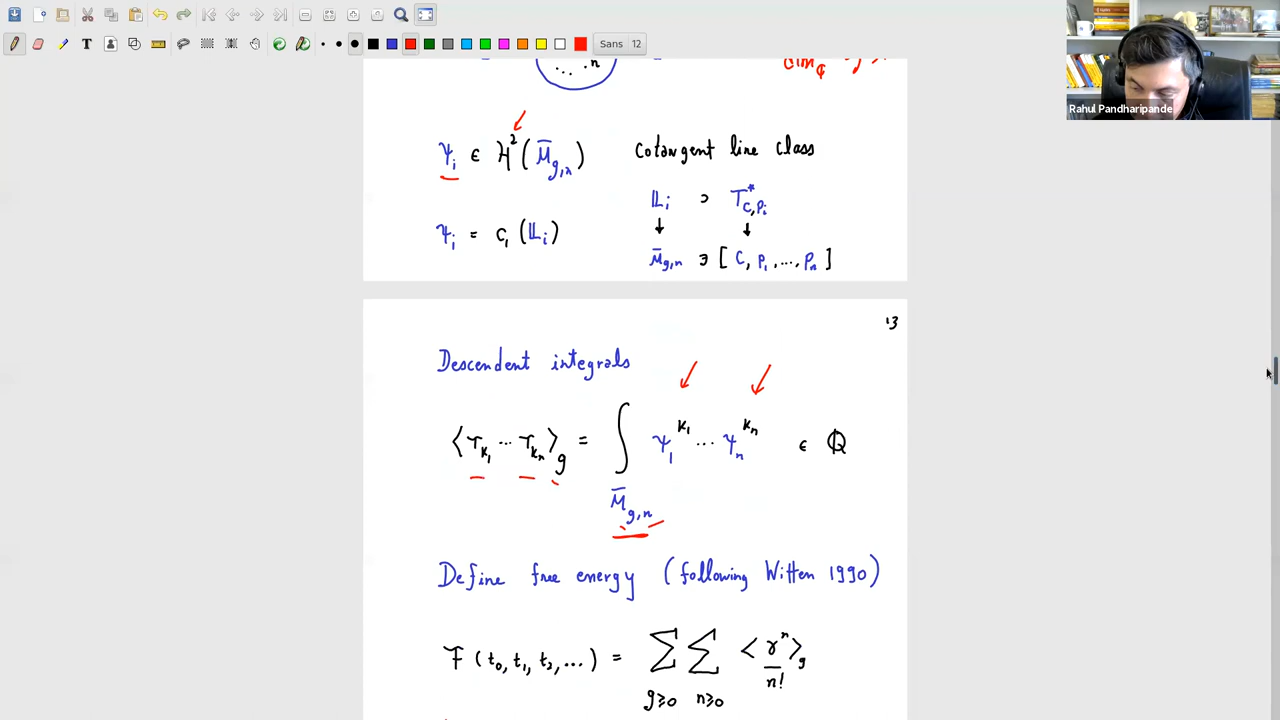 Sans 12
Rahul Pandharipande
... n
ψ_i ∈ H^2 ( M̄_{g,n} ) Cotangent line class
𝕃_i ⊃ T^*_{C,p_i}
↓ ↓
ψ_i = c_1 ( 𝕃_i ) M̄_{g,n} ∋ [ C, p_1, ..., p_n ]
13
Descendent integrals
⟨ τ_{k_1} ... τ_{k_n} ⟩_g = ∫_{M̄_{g,n}} ψ_1^{k_1} ... ψ_n^{k_n} ∈ ℚ
Define free energy ( following Witten 1990 )
F ( t_0, t_1, t_2, ... ) = Σ_{g≥0} Σ_{n≥0} ⟨ γ^n / n! ⟩_g